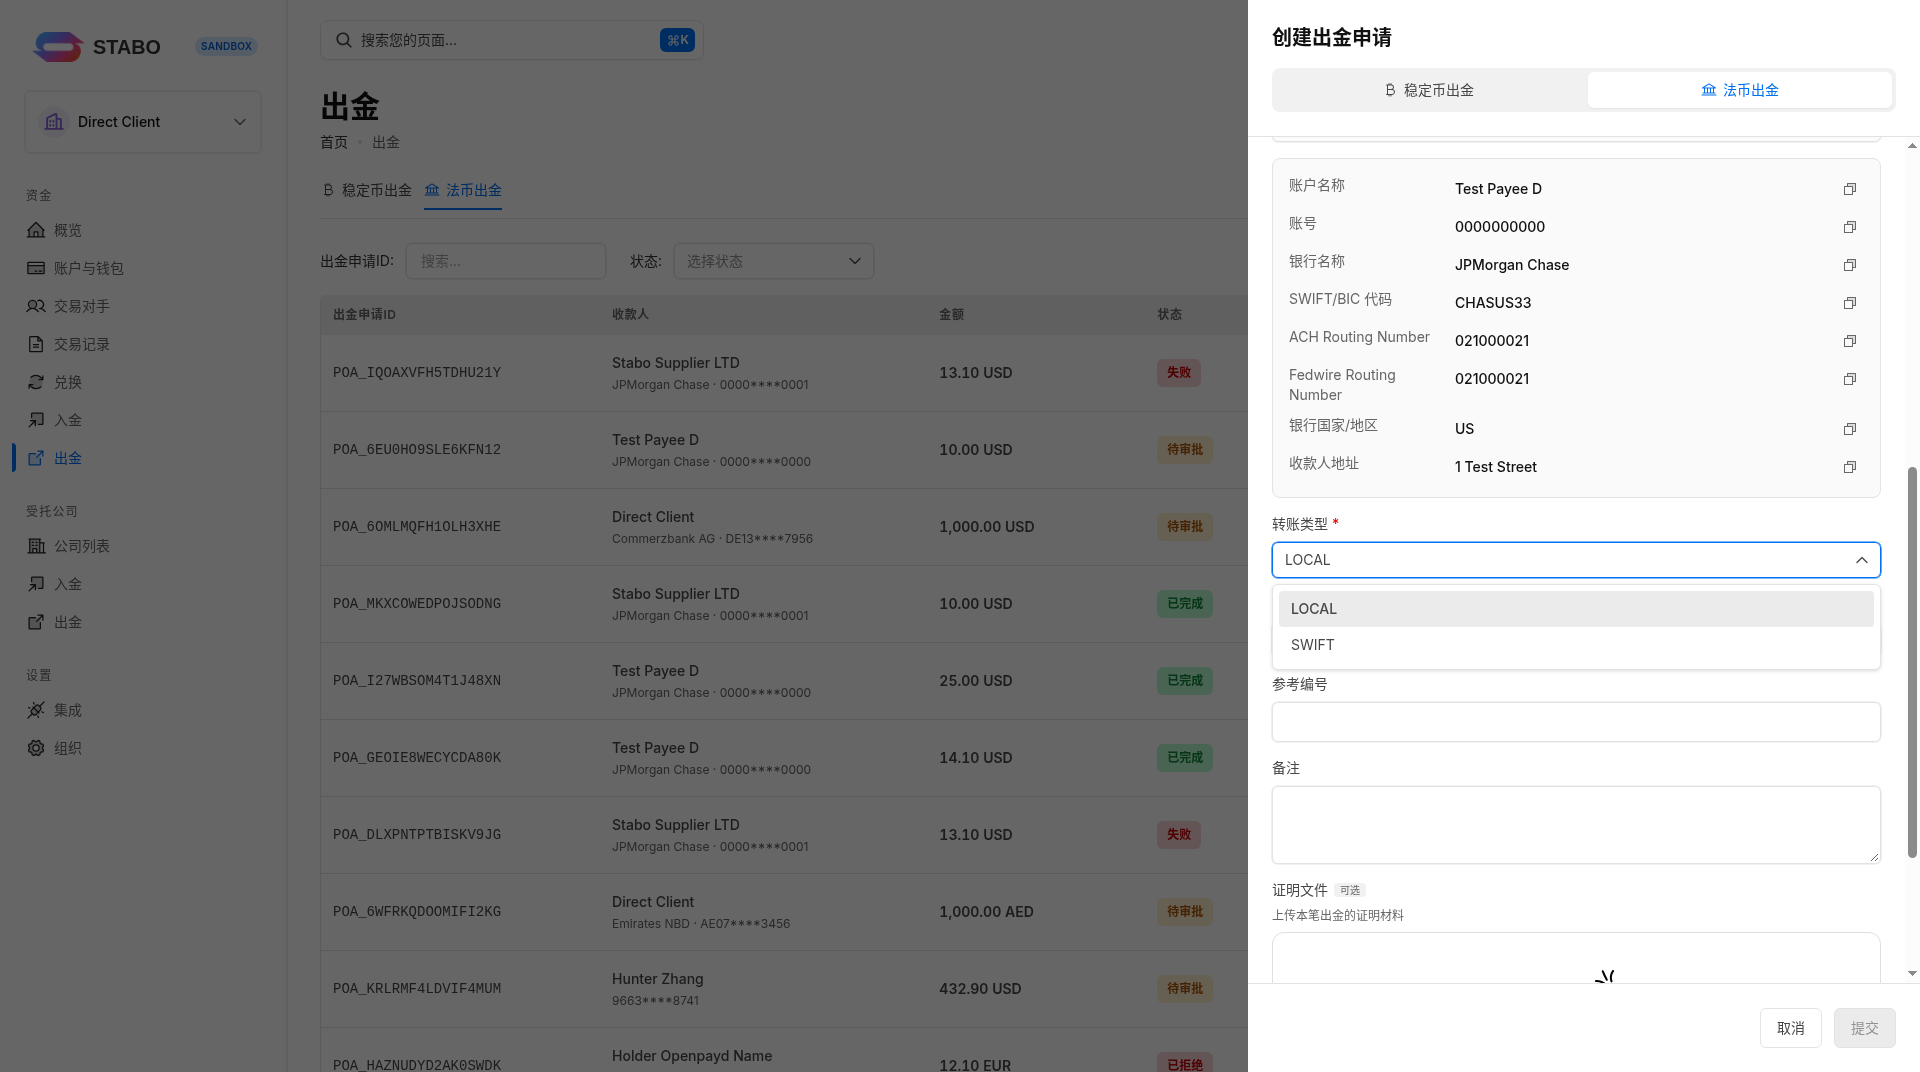 STABO
SANDBOX
Direct Client
资金
概览
账户与钱包
交易对手
交易记录
兑换
入金
出金
受托公司
公司列表
入金
出金
设置
集成
组织
搜索您的页面...
⌘K
出金
首页 • 出金
稳定币出金
法币出金
出金申请ID:
搜索...
状态:
选择状态
出金申请ID 收款人 金额 状态
POA_IQOAXVFH5TDHU21Y Stabo Supplier LTD 13.10 USD 失败
JPMorgan Chase · 0000****0001
POA_6EU0HO9SLE6KFN12 Test Payee D 10.00 USD 待审批
JPMorgan Chase · 0000****0000
POA_6OMLMQFH1OLH3XHE Direct Client 1,000.00 USD 待审批
Commerzbank AG · DE13****7956
POA_MKXCOWEDPOJSODNG Stabo Supplier LTD 10.00 USD 已完成
JPMorgan Chase · 0000****0001
POA_I27WBSOM4T1J48XN Test Payee D 25.00 USD 已完成
JPMorgan Chase · 0000****0000
POA_GEOIE8WECYCDA80K Test Payee D 14.10 USD 已完成
JPMorgan Chase · 0000****0000
POA_DLXPNTPTBISKV9JG Stabo Supplier LTD 13.10 USD 失败
JPMorgan Chase · 0000****0001
POA_6WFRKQDOOMIFI2KG Direct Client 1,000.00 AED 待审批
Emirates NBD · AE07****3456
POA_KRLRMF4LDVIF4MUM Hunter Zhang 432.90 USD 待审批
9663****8741
POA_HAZNUDYD2AK0SWDK Holder Openpayd Name 12.10 EUR 已拒绝
创建出金申请
稳定币出金
法币出金
账户名称 Test Payee D
账号 0000000000
银行名称 JPMorgan Chase
SWIFT/BIC 代码 CHASUS33
ACH Routing Number 021000021
Fedwire Routing Number 021000021
银行国家/地区 US
收款人地址 1 Test Street
转账类型 *
LOCAL
LOCAL
SWIFT
参考编号
备注
证明文件 可选
上传本笔出金的证明材料
取消
提交